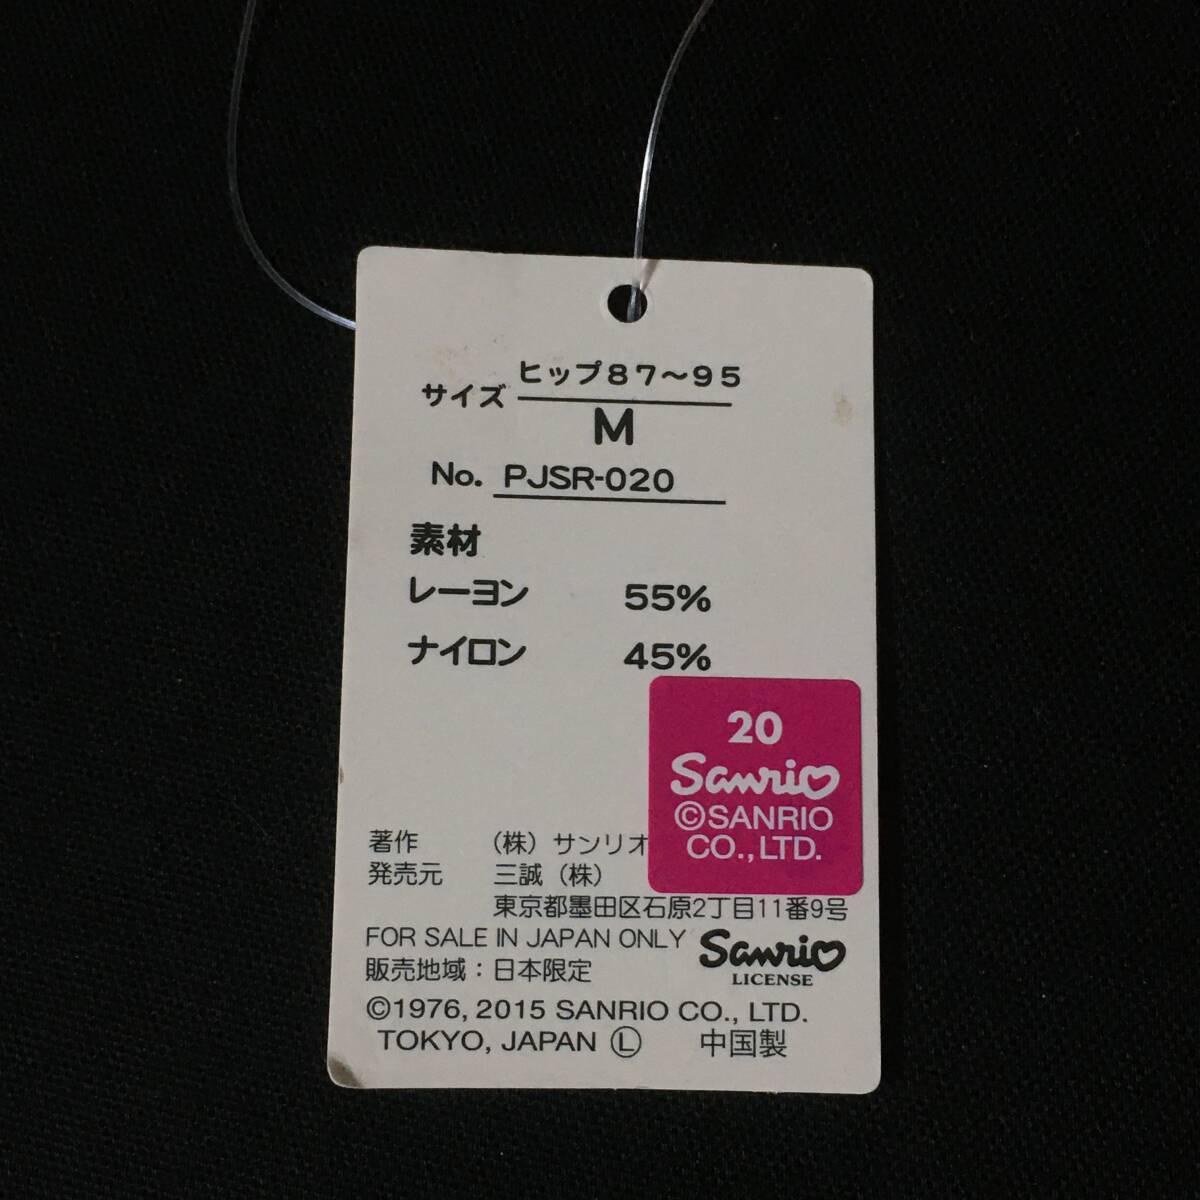 サイズ ヒップ87～95
M
No. PJSR-020
素材
レーヨン 55%
ナイロン 45%
20
Sanrio
©SANRIO
CO.,LTD.
著作 (株) サンリオ
発売元 三誠 (株)
東京都墨田区石原2丁目11番9号
FOR SALE IN JAPAN ONLY
販売地域：日本限定
Sanrio
LICENSE
©1976, 2015 SANRIO CO., LTD.
TOKYO, JAPAN Ⓛ 中国製